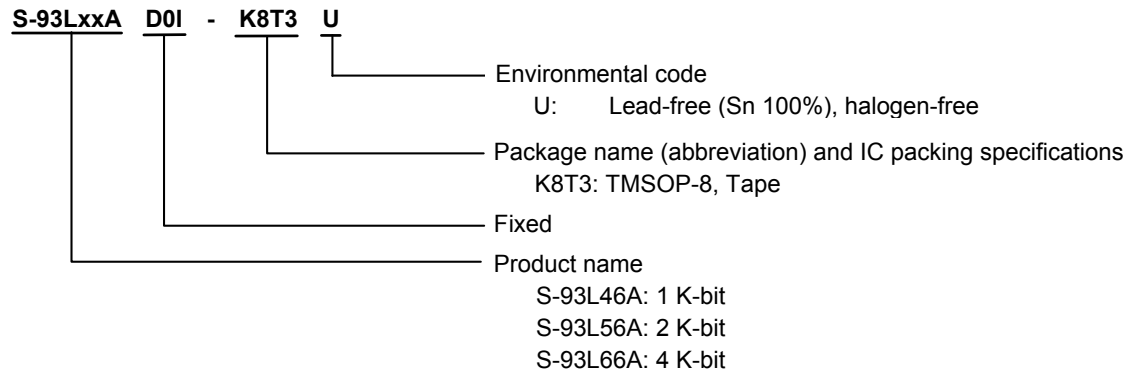 S-93LxxA D0I - K8T3 U
Environmental code
U: Lead-free (Sn 100%), halogen-free
Package name (abbreviation) and IC packing specifications
K8T3: TMSOP-8, Tape
Fixed
Product name
S-93L46A: 1 K-bit
S-93L56A: 2 K-bit
S-93L66A: 4 K-bit